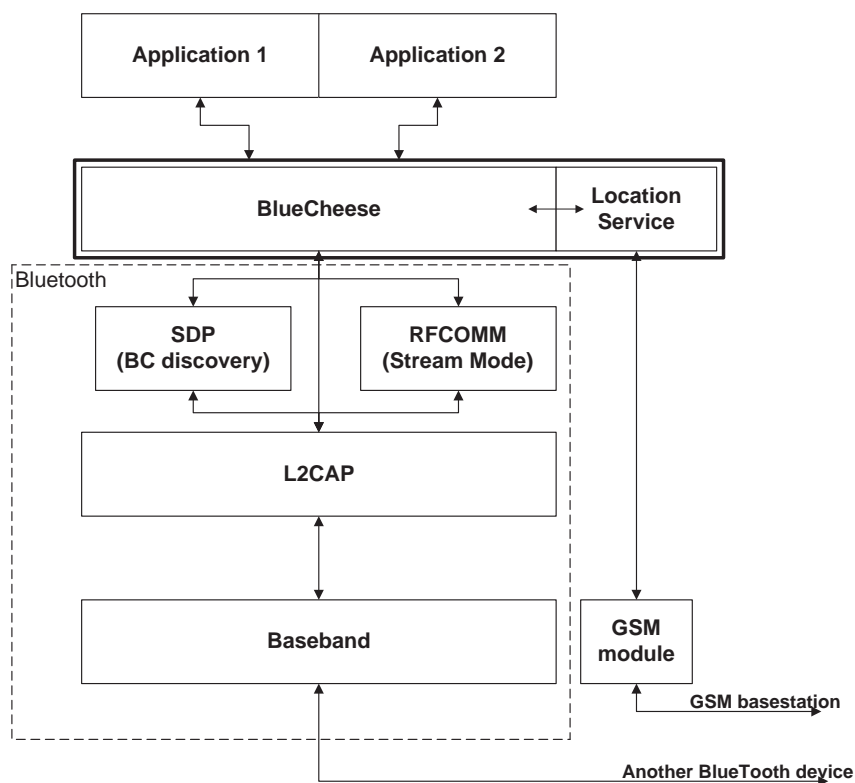 Application 1
Application 2
BlueCheese
Location
Service
Bluetooth
SDP
(BC discovery)
RFCOMM
(Stream Mode)
L2CAP
Baseband
GSM
module
GSM basestation
Another BlueTooth device